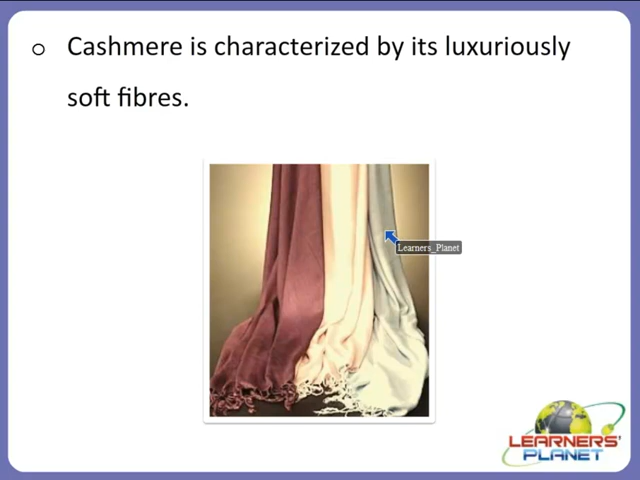 o Cashmere is characterized by its luxuriously
soft fibres.
Learners_Planet
LEARNERS'
PLANET